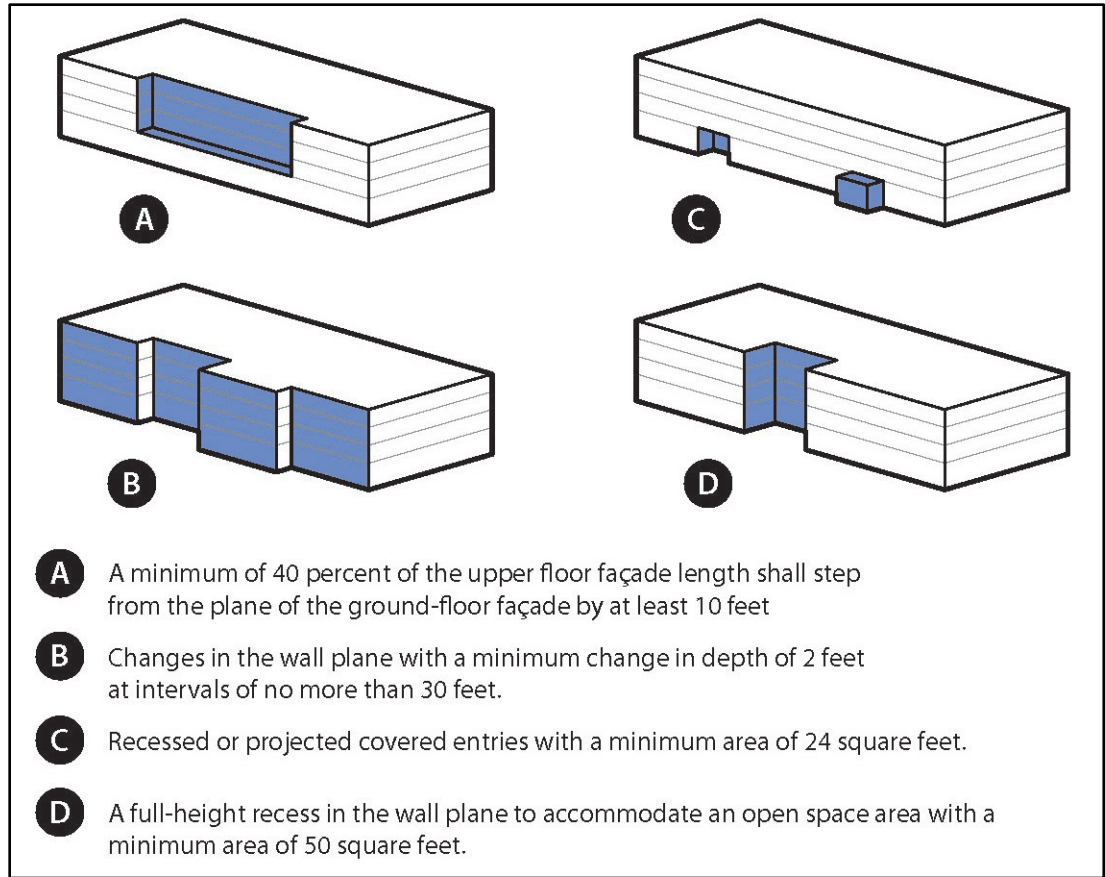 A
C
B
D
A A minimum of 40 percent of the upper floor façade length shall step
from the plane of the ground-floor façade by at least 10 feet
B Changes in the wall plane with a minimum change in depth of 2 feet
at intervals of no more than 30 feet.
C Recessed or projected covered entries with a minimum area of 24 square feet.
D A full-height recess in the wall plane to accommodate an open space area with a
minimum area of 50 square feet.